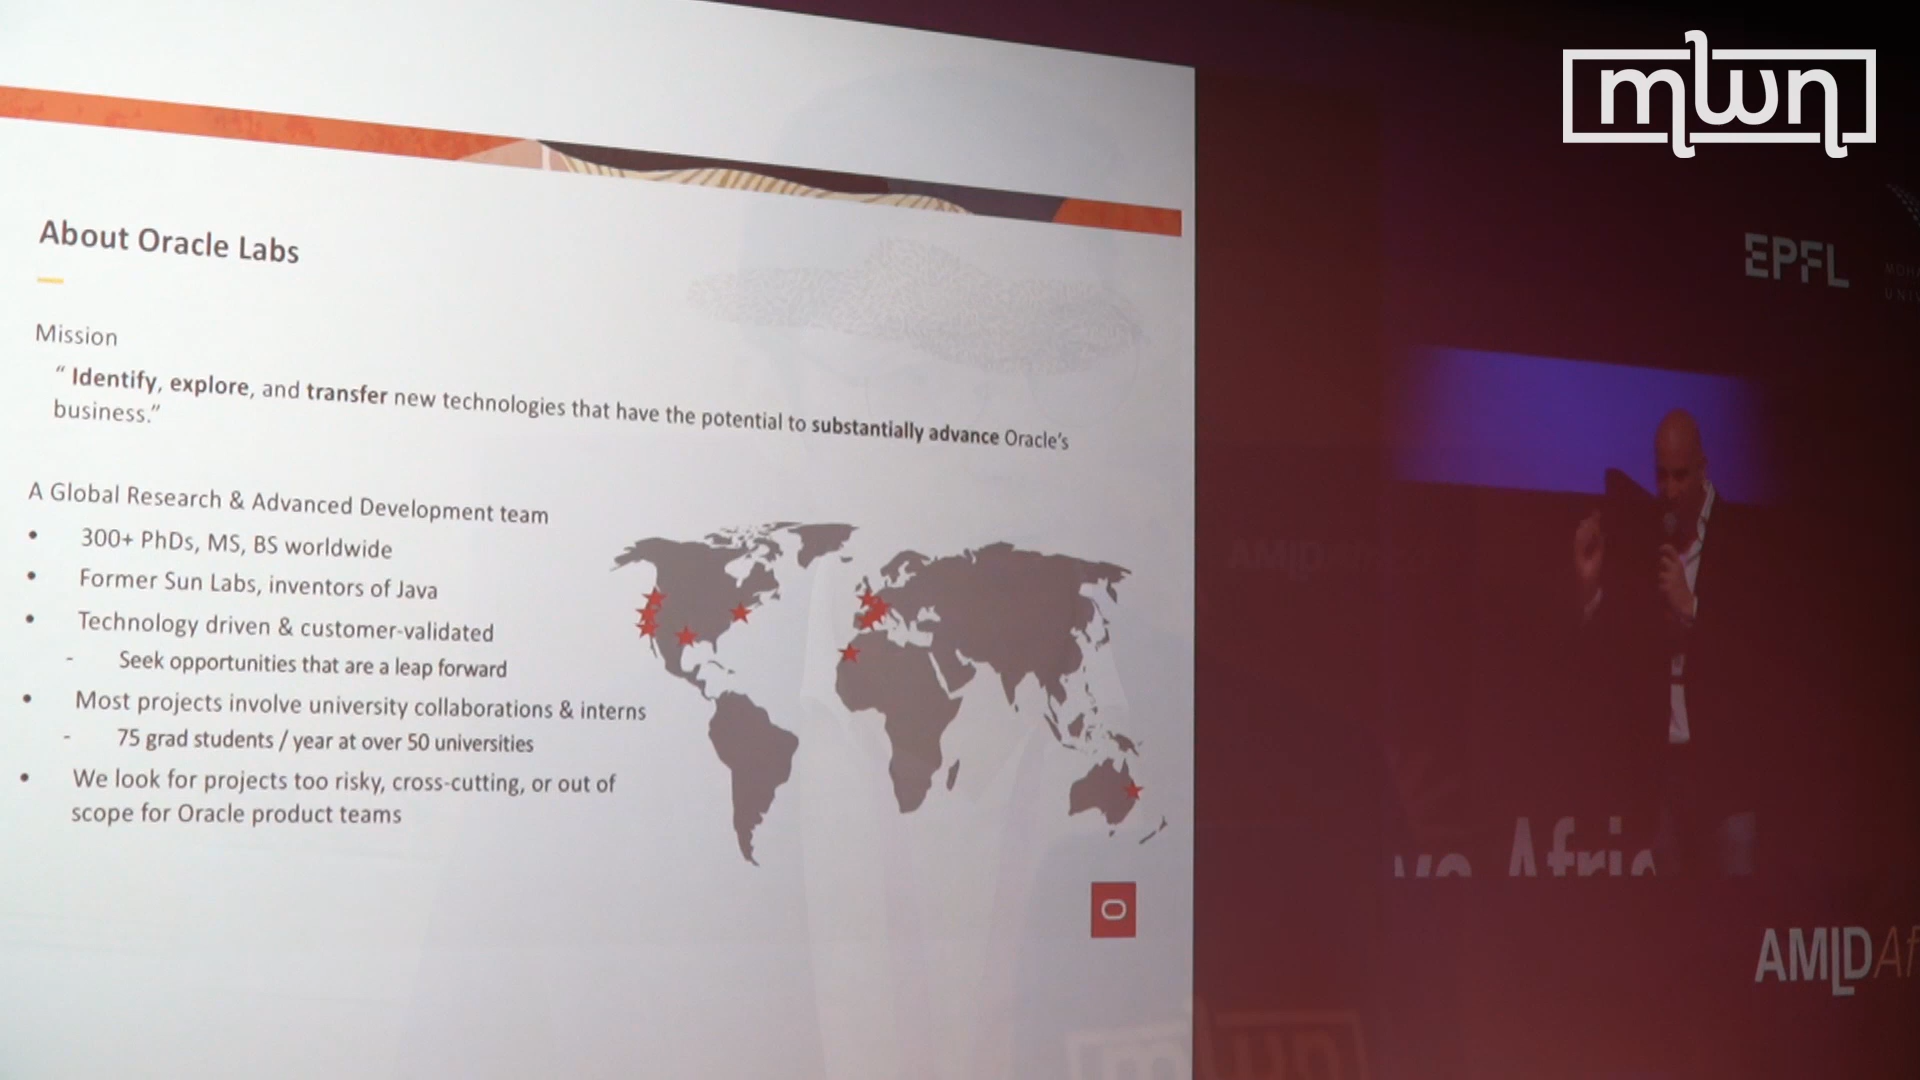 mwn
EPFL
About Oracle Labs
Mission
“ Identify, explore, and transfer new technologies that have the potential to substantially advance Oracle’s
business.”
A Global Research & Advanced Development team
• 300+ PhDs, MS, BS worldwide
• Former Sun Labs, inventors of Java
• Technology driven & customer-validated
- Seek opportunities that are a leap forward
• Most projects involve university collaborations & interns
- 75 grad students / year at over 50 universities
• We look for projects too risky, cross-cutting, or out of
scope for Oracle product teams
AMLD Af